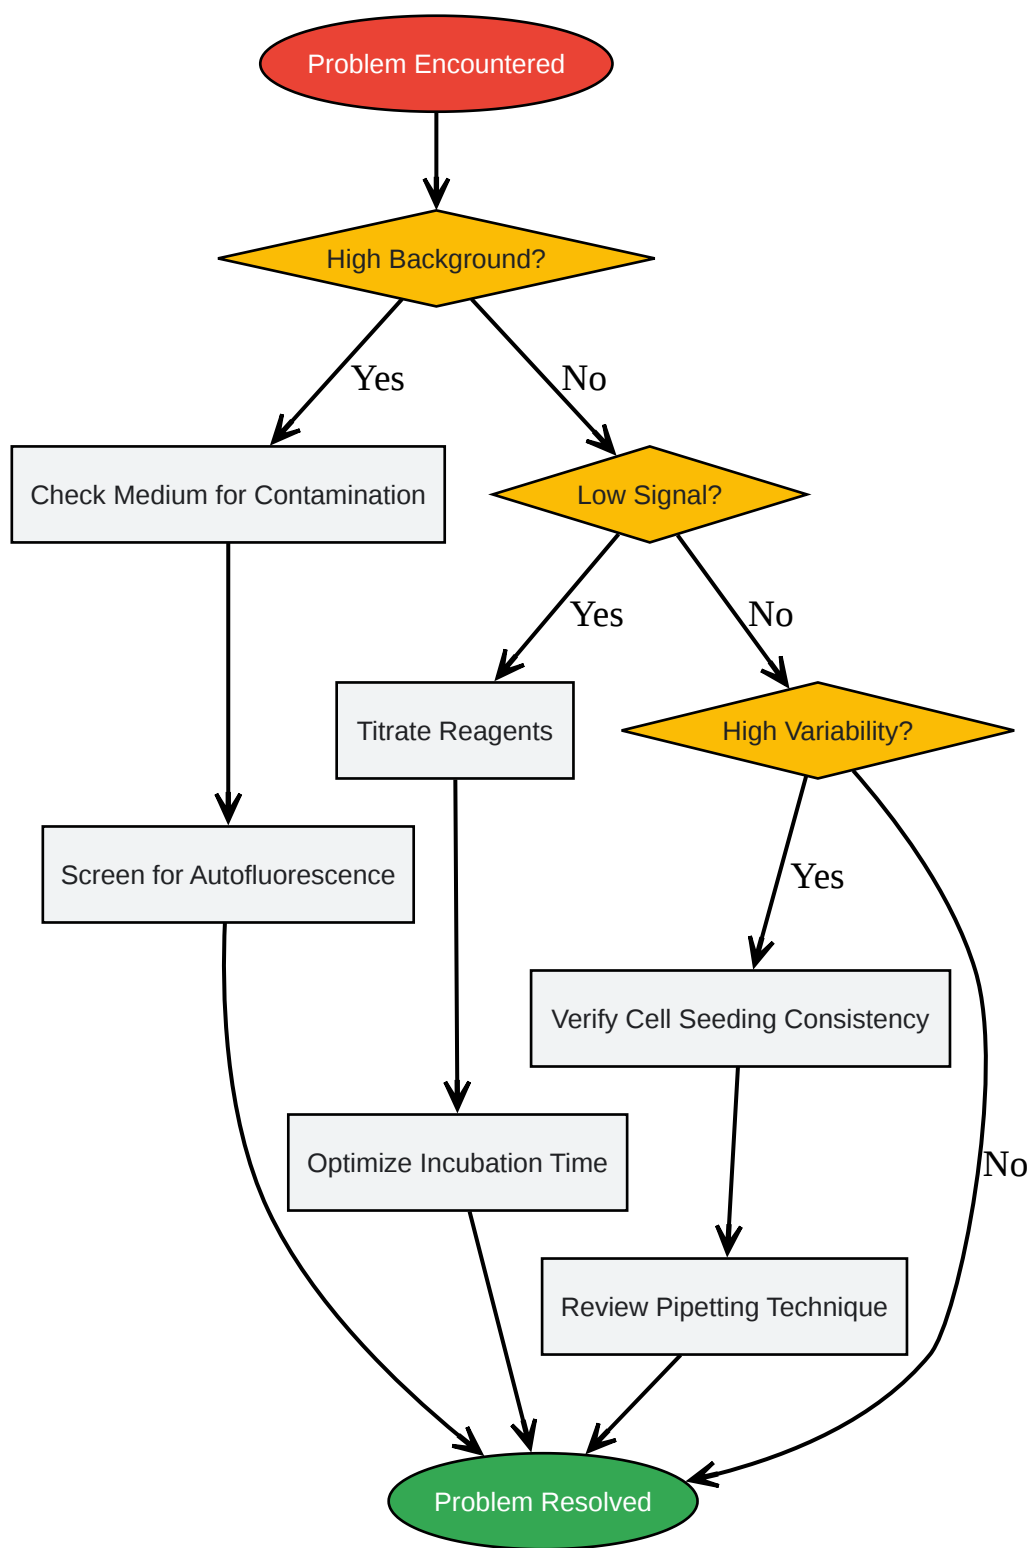 Problem Encountered
High Background?
Yes
No
Check Medium for Contamination
Low Signal?
Yes
No
Titrate Reagents
High Variability?
Screen for Autofluorescence
Yes
Verify Cell Seeding Consistency
Optimize Incubation Time
No
Review Pipetting Technique
Problem Resolved